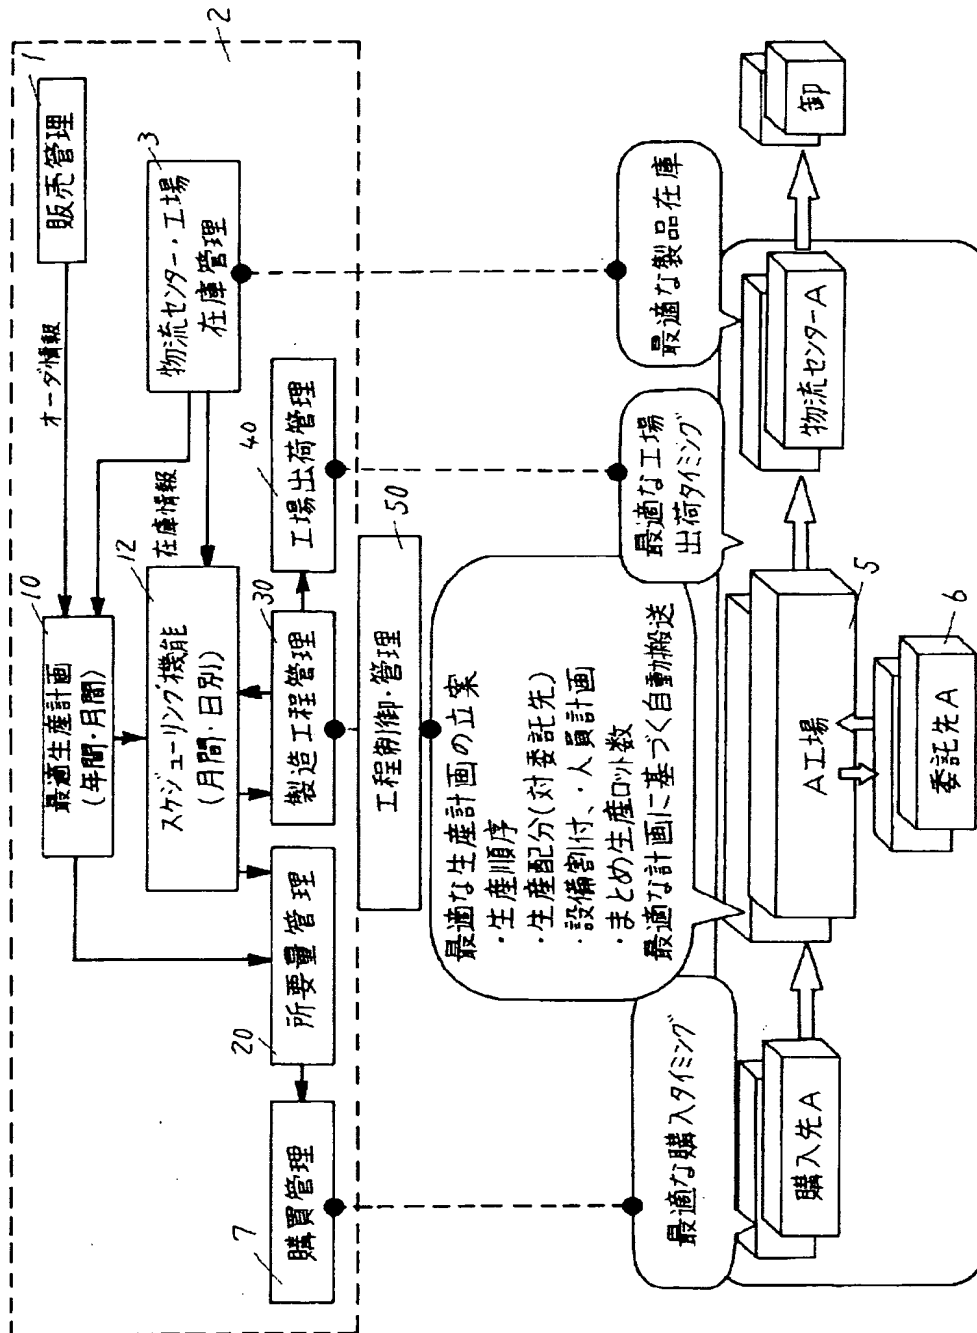 販売管理
1
2
オーダ情報
物流センター・工場
在庫管理
3
最適生産計画
(年間・月間)
10
在庫情報
スケジューリング機能
(月間・日別)
12
購買管理
7
所要量管理
20
製造工程管理
30
工場出荷管理
40
工程制御・管理
50
最適な購入タイミング
最適な生産計画の立案
・生産順序
・生産配分(対委託先)
・設備割付、・人員計画
・まとめ生産ロット数
最適な計画に基づく自動搬送
最適な工場
出荷タイミング
最適な製品在庫
購入先A
A工場
5
物流センターA
卸
委託先A
6